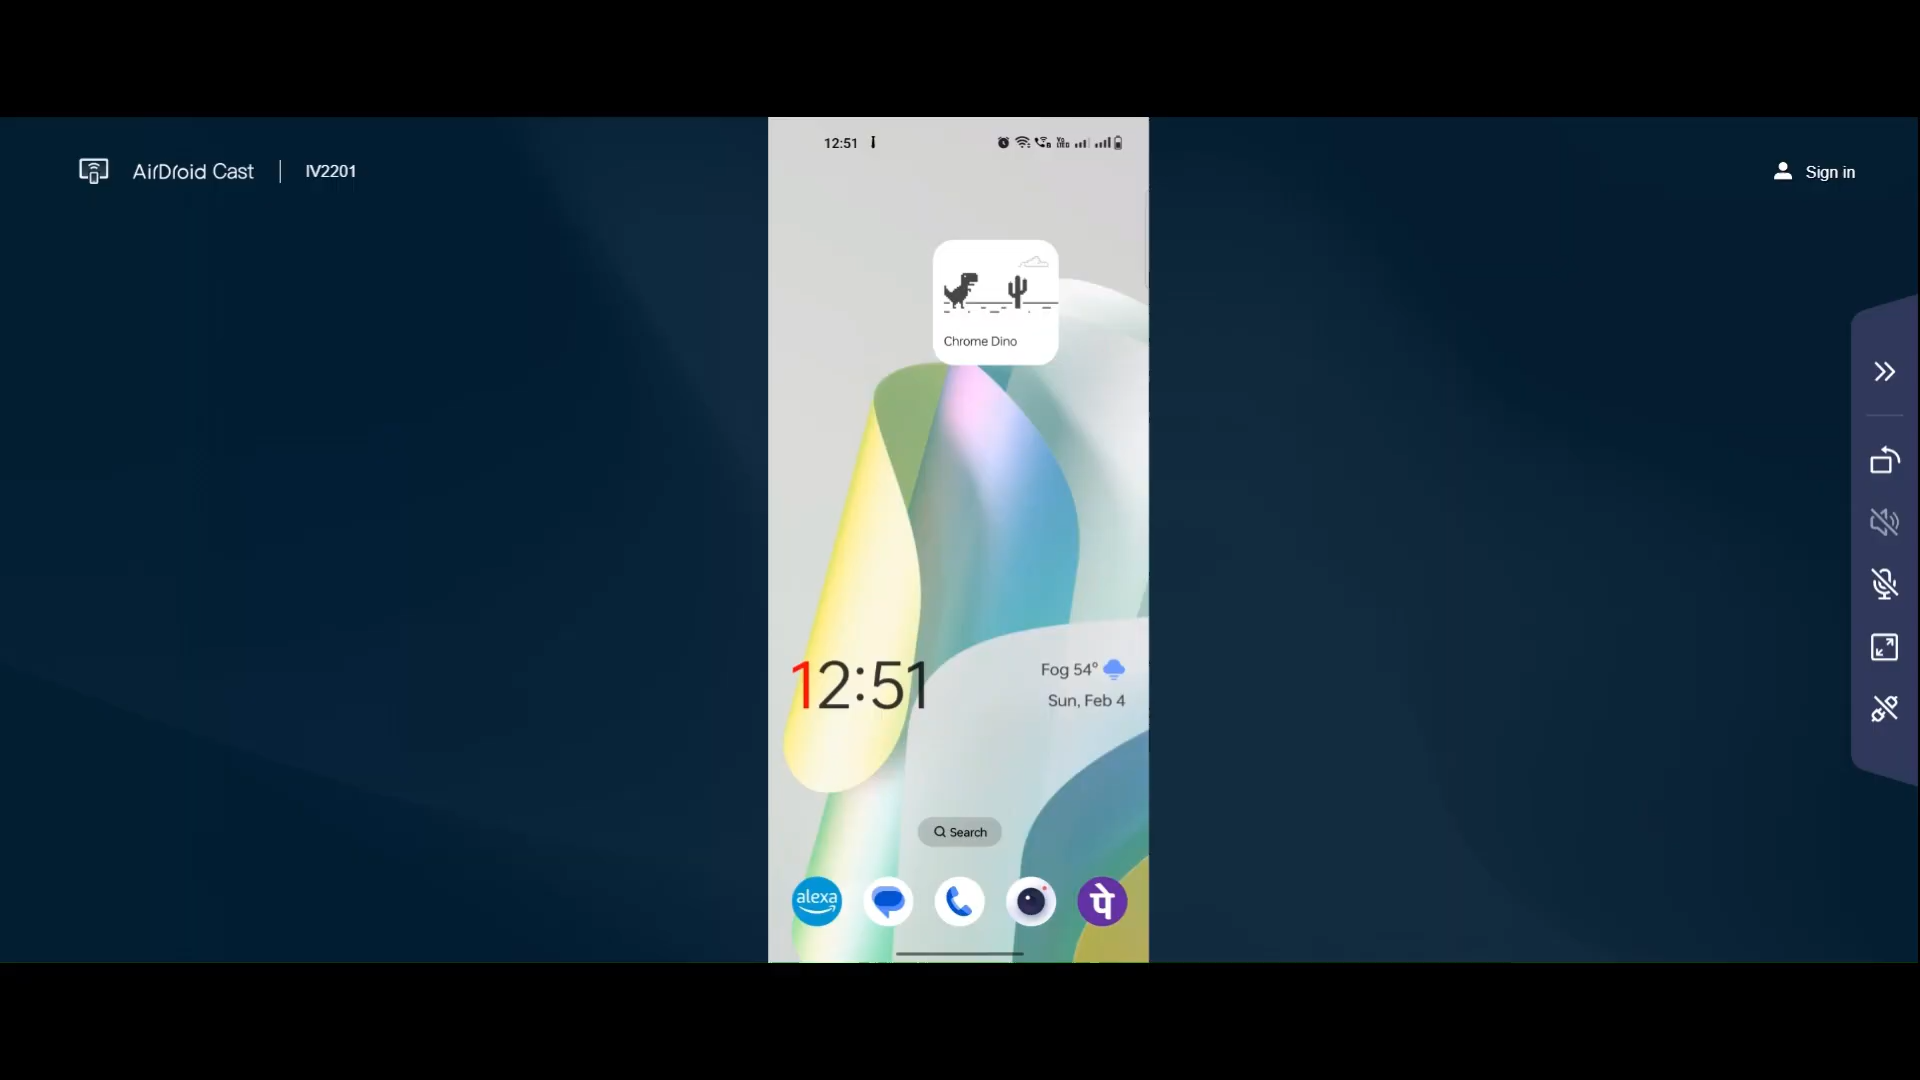 AirDroid Cast | IV2201
Sign in
12:51
Chrome Dino
12:51
Fog 54°
Sun, Feb 4
Search
alexa
पे